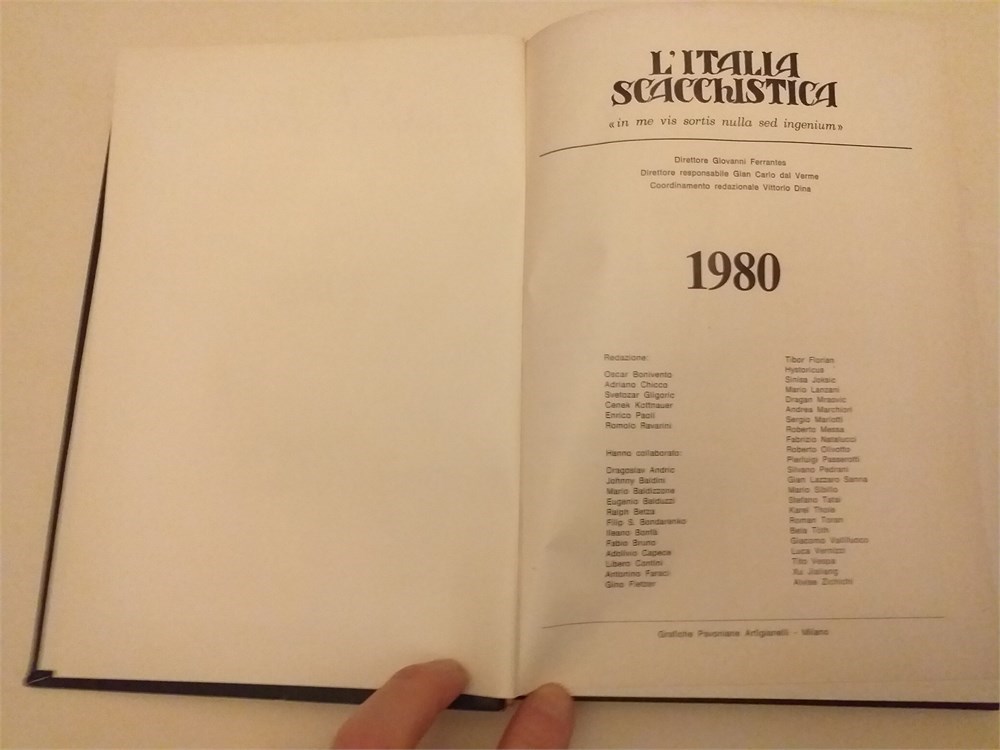 L'ITALIA
SCACCHISTICA
«in me vis sortis nulla sed ingenium»
Direttore Giovanni Ferrantes
Direttore responsabile Gian Carlo dal Verme
Coordinamento redazionale Vittorio Dina
1980
Redazione:
Oscar Bonivento
Adriano Chicco
Svetozar Gligoric
Cenek Kottnauer
Enrico Paoli
Romolo Ravarini
Hanno collaborato:
Dragoslav Andric
Johnny Baldini
Mario Baldizzone
Eugenio Balduzzi
Ralph Betza
Filip S. Bondarenko
Ileano Bonfà
Fabio Bruno
Adolivio Capece
Libero Contini
Antonino Faraci
Gino Fletzer
Tibor Florian
Hystoricus
Sinisa Joksic
Mario Lanzani
Dragan Mrsovic
Andrea Marchiori
Sergio Mariotti
Roberto Messa
Fabrizio Natalucci
Roberto Olivotto
Pierluigi Passerotti
Silvano Pedrani
Gian Lazzaro Sanna
Mario Sibilio
Stefano Tatai
Karel Thole
Roman Toran
Bela Toth
Giacomo Vallifuoco
Luca Vernizzi
Tito Vespa
Xu Jialiang
Alvise Zichichi
Grafiche Pavoniane Artigianelli - Milano